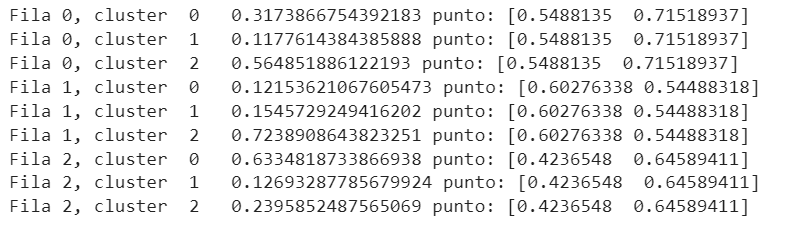 Fila 0, cluster  0   0.3173866754392183 punto: [0.5488135  0.71518937]
Fila 0, cluster  1   0.1177614384385888 punto: [0.5488135  0.71518937]
Fila 0, cluster  2   0.564851886122193 punto: [0.5488135  0.71518937]
Fila 1, cluster  0   0.12153621067605473 punto: [0.60276338 0.54488318]
Fila 1, cluster  1   0.1545729249416202 punto: [0.60276338 0.54488318]
Fila 1, cluster  2   0.7238908643823251 punto: [0.60276338 0.54488318]
Fila 2, cluster  0   0.6334818733866938 punto: [0.4236548  0.64589411]
Fila 2, cluster  1   0.12693287785679924 punto: [0.4236548  0.64589411]
Fila 2, cluster  2   0.2395852487565069 punto: [0.4236548  0.64589411]